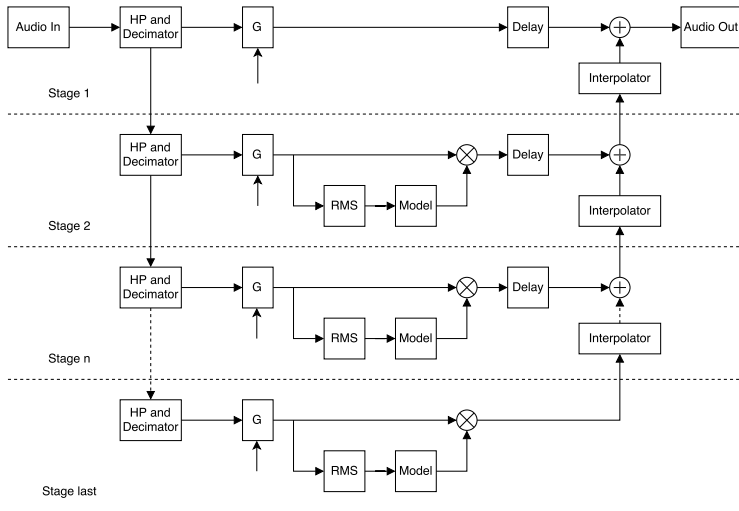 Audio In
HP and
Decimator
G
Delay
Audio Out
Interpolator
Stage 1
HP and
Decimator
G
Delay
RMS
Model
Interpolator
Stage 2
HP and
Decimator
G
Delay
RMS
Model
Interpolator
Stage n
HP and
Decimator
G
RMS
Model
Stage last